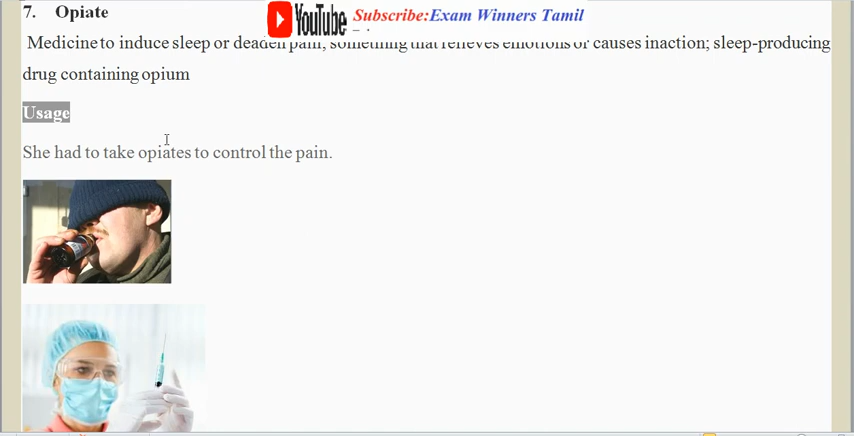 7. Opiate
YouTube Subscribe:Exam Winners Tamil
Medicine to induce sleep or deaden pain; something that relieves emotions or causes inaction; sleep-producing
drug containing opium
Usage
She had to take opiates to control the pain.